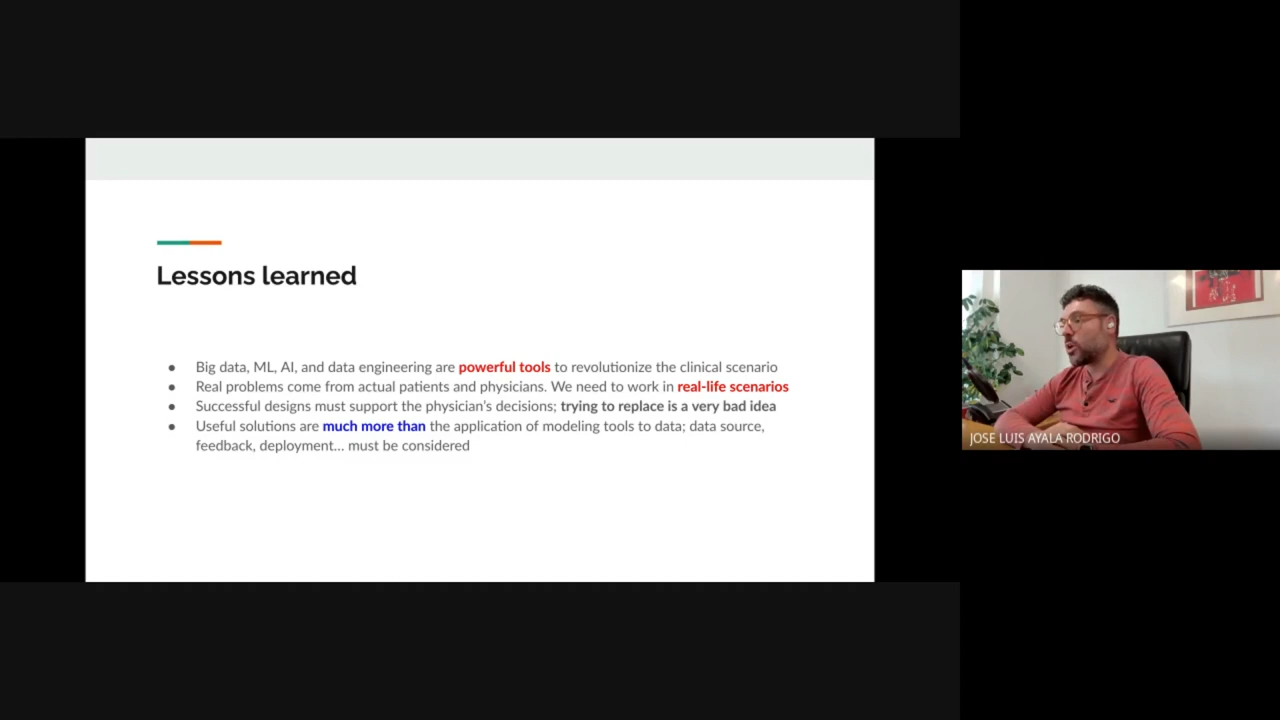 Lessons learned
● Big data, ML, AI, and data engineering are powerful tools to revolutionize the clinical scenario
● Real problems come from actual patients and physicians. We need to work in real-life scenarios
● Successful designs must support the physician's decisions; trying to replace is a very bad idea
● Useful solutions are much more than the application of modeling tools to data; data source,
feedback, deployment... must be considered
JOSE LUIS AYALA RODRIGO